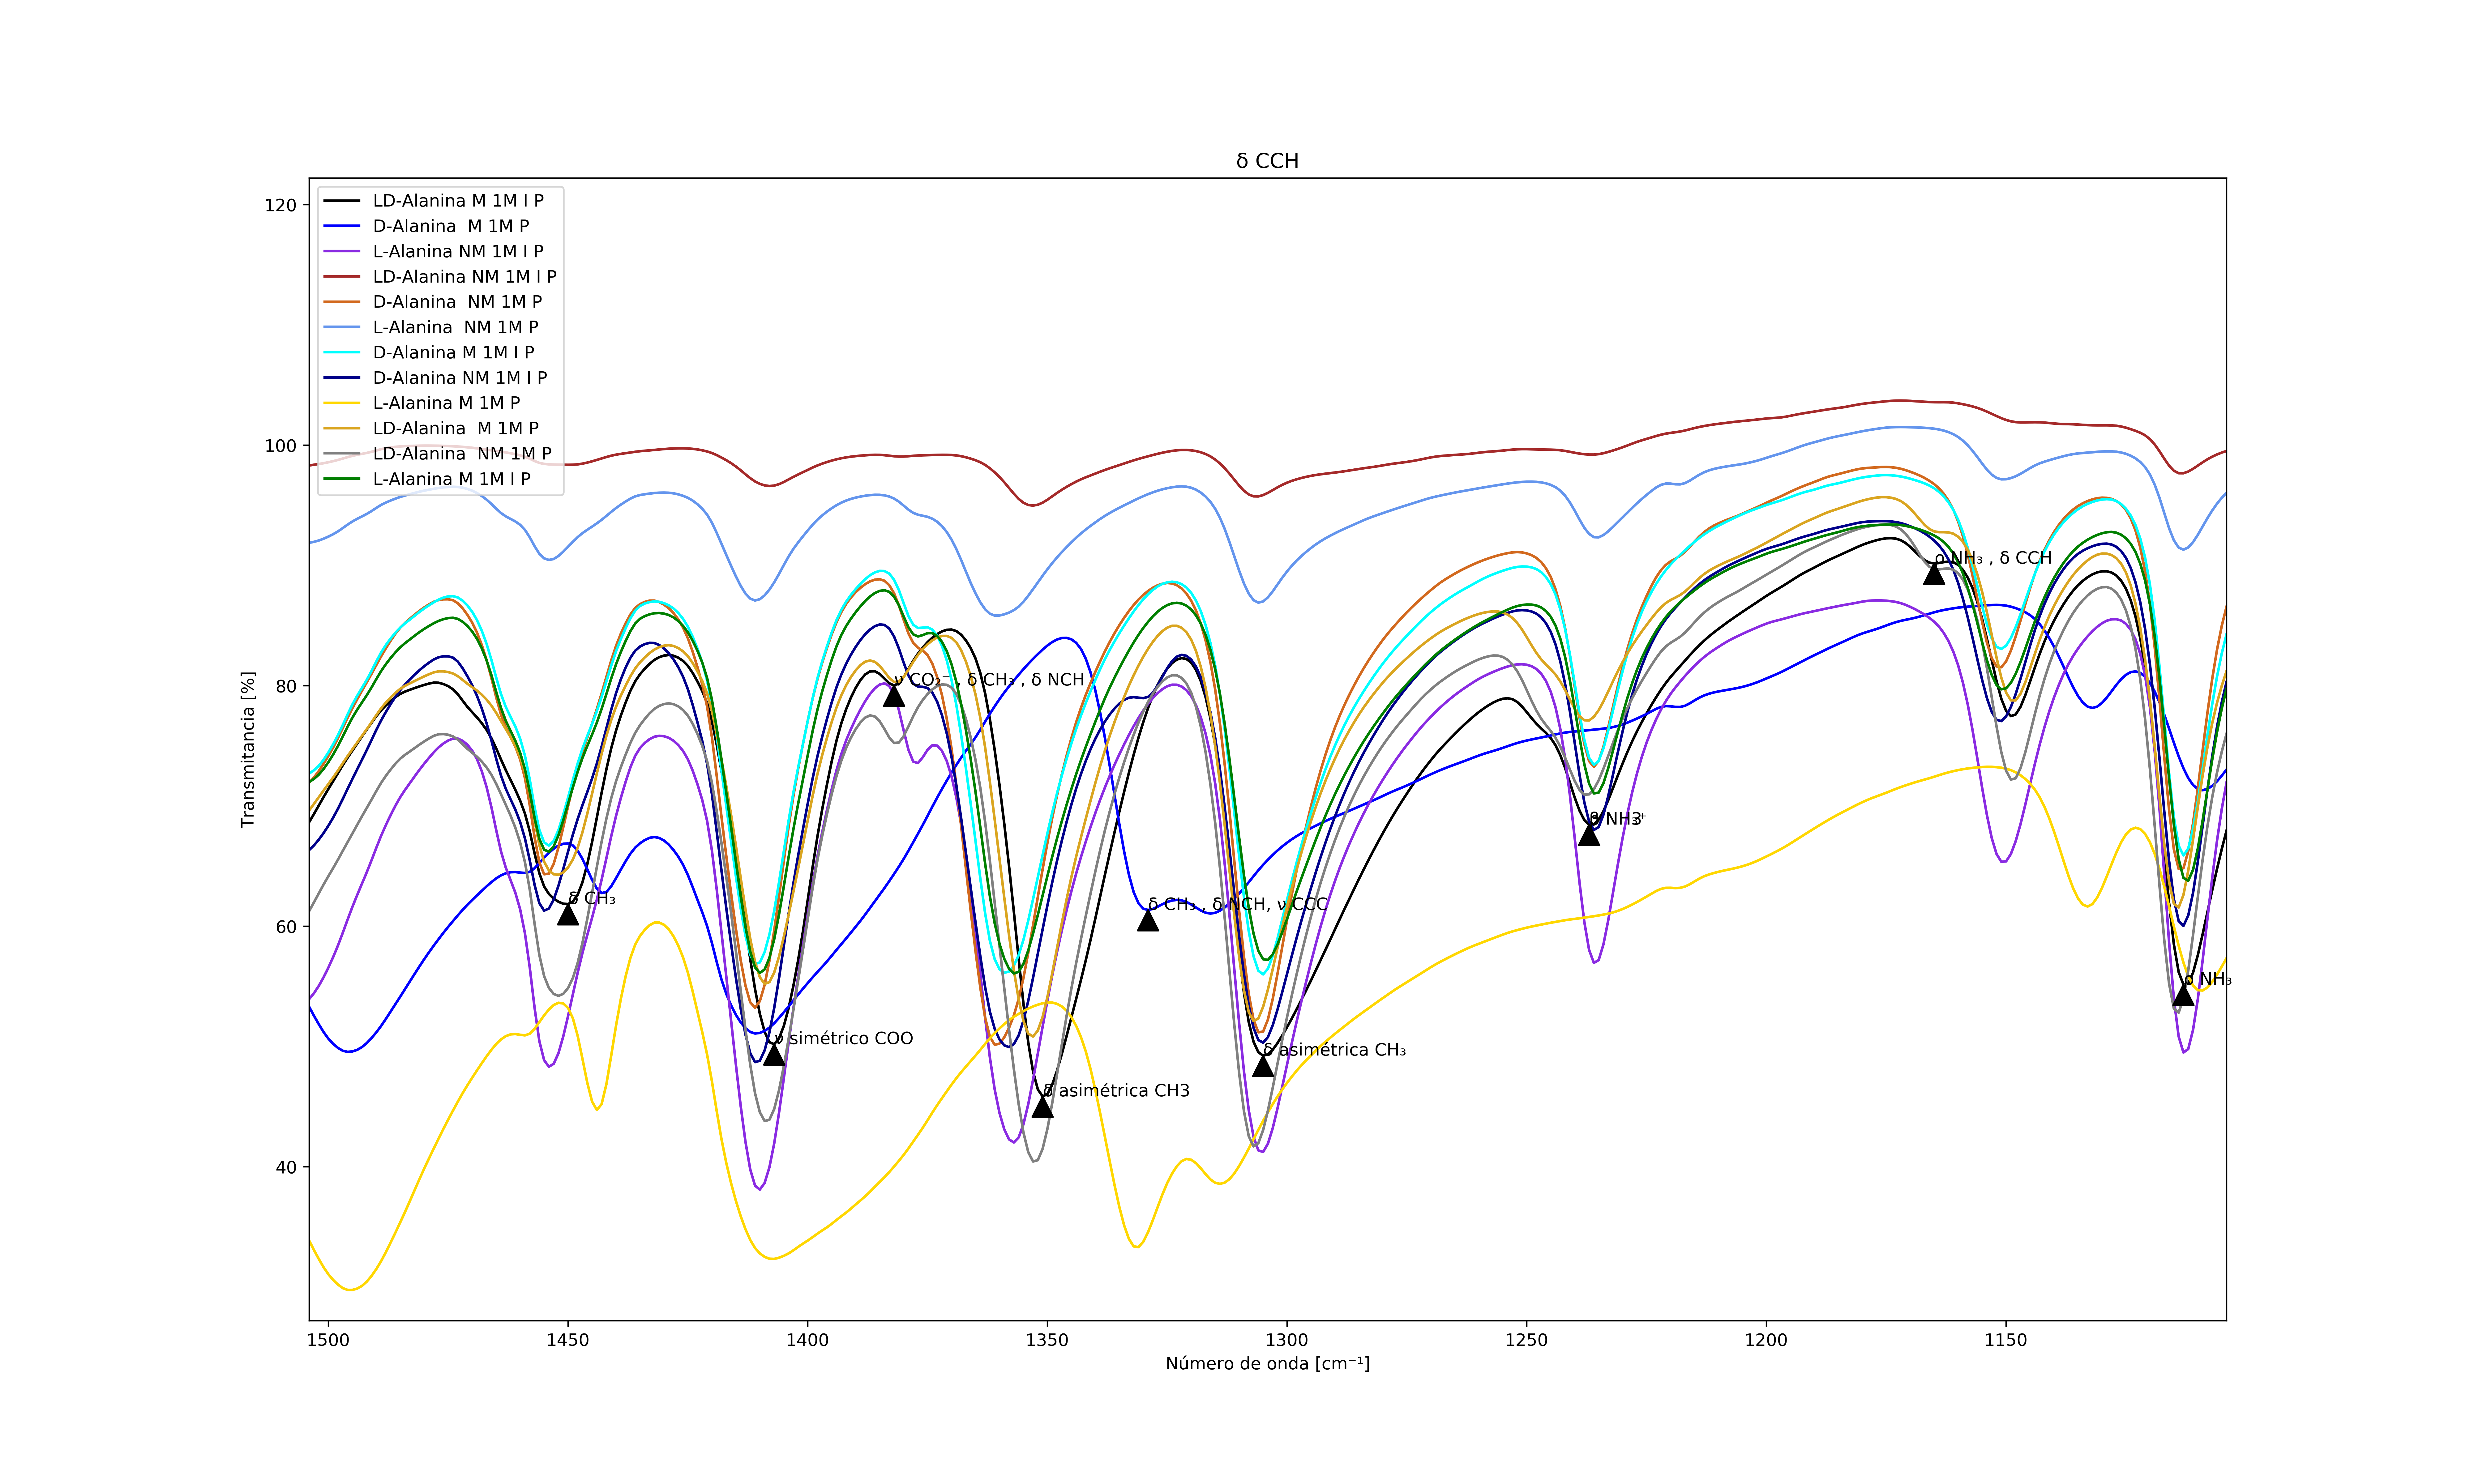 δ CCH
120
100
80
60
40
Transmitancia [%]
LD-Alanina M 1M I P
D-Alanina  M 1M P
L-Alanina NM 1M I P
LD-Alanina NM 1M I P
D-Alanina  NM 1M P
L-Alanina  NM 1M P
D-Alanina M 1M I P
D-Alanina NM 1M I P
L-Alanina M 1M P
LD-Alanina  M 1M P
LD-Alanina  NM 1M P
L-Alanina M 1M I P
ρ NH₃ , δ CCH
ν CO₂⁻ , δ CH₃ , δ NCH
δ CH₃
δ CH₃ , δ NCH, ν CCC
ρ NH₃
ν simétrico COO
δ asimétrica CH₃
δ asimétrica CH3
1500
1450
1400
1350
1300
1250
1200
1150
Número de onda [cm⁻¹]